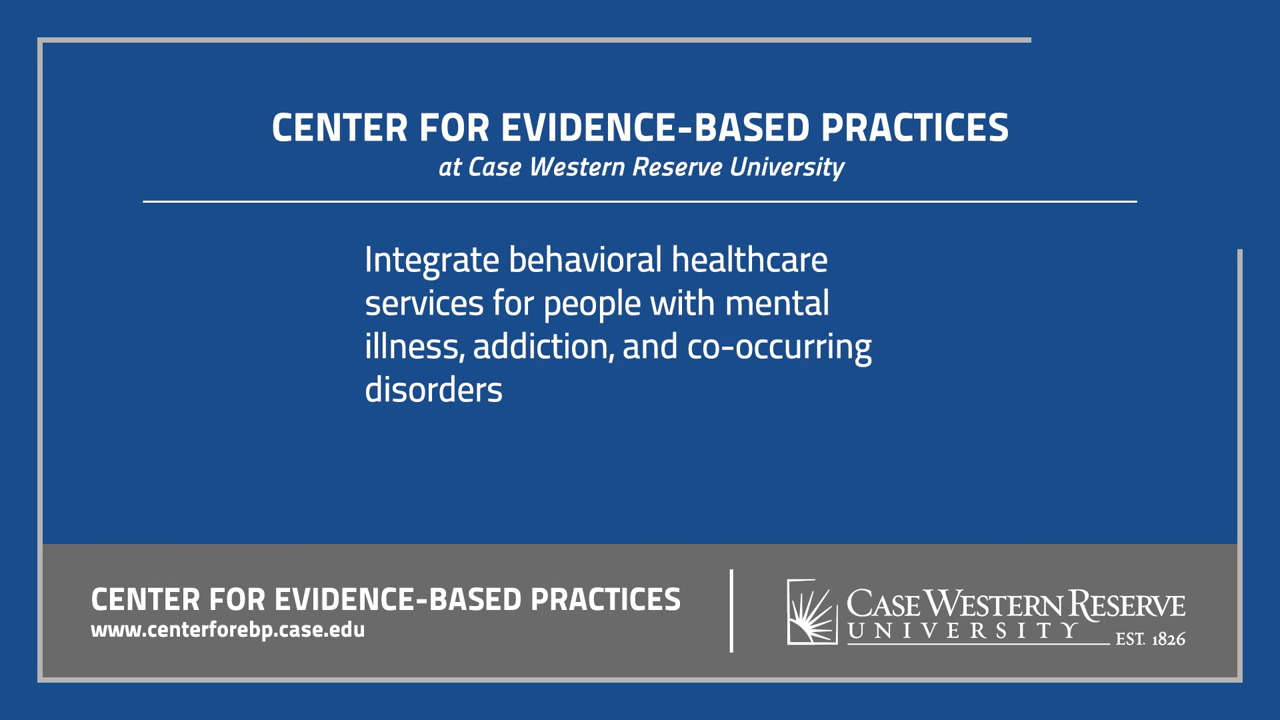 CENTER FOR EVIDENCE-BASED PRACTICES
at Case Western Reserve University
Integrate behavioral healthcare
services for people with mental
illness, addiction, and co-occurring
disorders
CENTER FOR EVIDENCE-BASED PRACTICES
www.centerforebp.case.edu
CASE WESTERN RESERVE
UNIVERSITY
EST. 1826